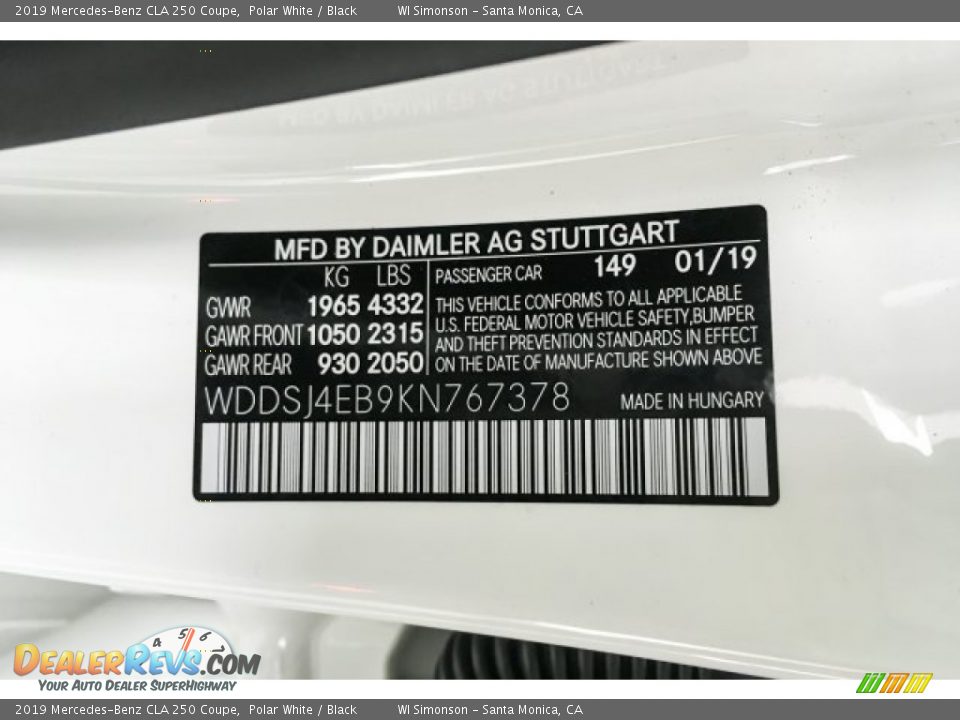 2019 Mercedes-Benz CLA 250 Coupe, Polar White / Black WI Simonson - Santa Monica, CA
MFD BY DAIMLER AG STUTTGART
KG LBS PASSENGER CAR 149 01/19
GVWR 1965 4332
GAWR FRONT 1050 2315
GAWR REAR 930 2050
THIS VEHICLE CONFORMS TO ALL APPLICABLE
U.S. FEDERAL MOTOR VEHICLE SAFETY,BUMPER
AND THEFT PREVENTION STANDARDS IN EFFECT
ON THE DATE OF MANUFACTURE SHOWN ABOVE
WDDSJ4EB9KN767378 MADE IN HUNGARY
4 5 6
DEALERREVS.COM
YOUR AUTO DEALER SUPERHIGHWAY
2019 Mercedes-Benz CLA 250 Coupe, Polar White / Black WI Simonson - Santa Monica, CA